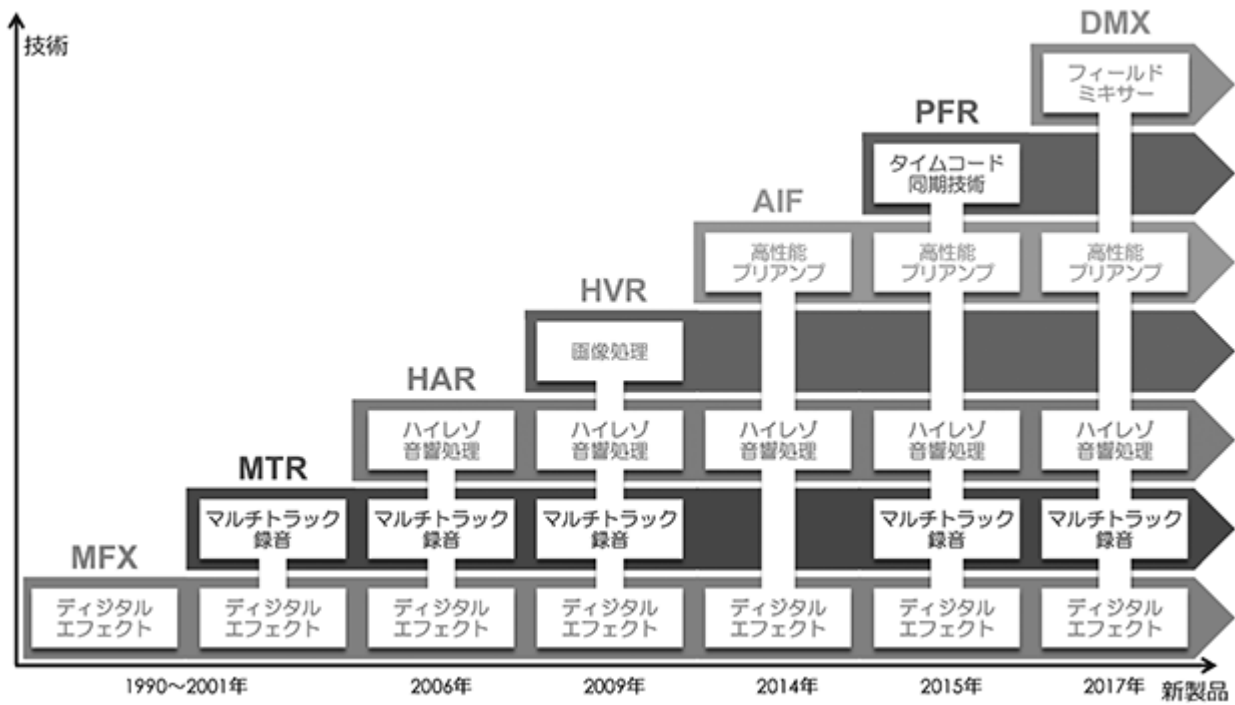 技術
DMX
フィールド
ミキサー
PFR
タイムコード
同期技術
AIF
高性能
プリアンプ
高性能
プリアンプ
高性能
プリアンプ
HVR
画像処理
HAR
ハイレゾ
音響処理
ハイレゾ
音響処理
ハイレゾ
音響処理
ハイレゾ
音響処理
ハイレゾ
音響処理
MTR
マルチトラック
録音
マルチトラック
録音
マルチトラック
録音
マルチトラック
録音
マルチトラック
録音
MFX
ディジタル
エフェクト
ディジタル
エフェクト
ディジタル
エフェクト
ディジタル
エフェクト
ディジタル
エフェクト
ディジタル
エフェクト
ディジタル
エフェクト
1990〜2001年
2006年
2009年
2014年
2015年
2017年
新製品